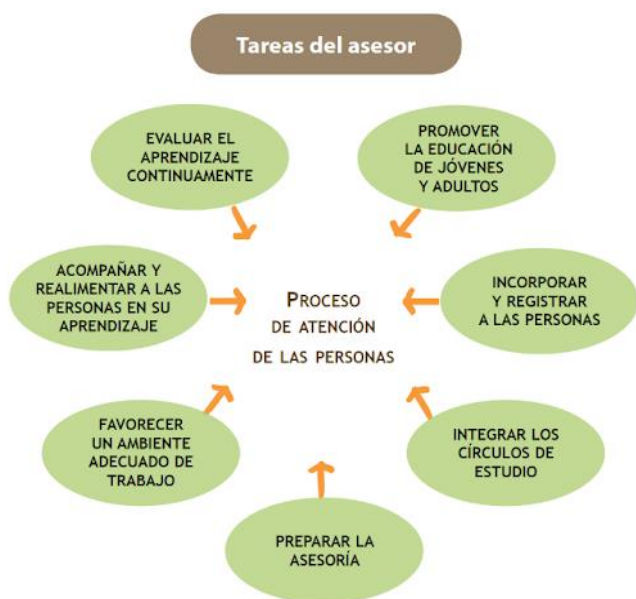 Tareas del asesor
EVALUAR EL
APRENDIZAJE
CONTINUAMENTE
PROMOVER
LA EDUCACIÓN
DE JÓVENES
Y ADULTOS
ACOMPAÑAR Y
REALIMENTAR A LAS
PERSONAS EN SU
APRENDIZAJE
PROCESO
DE ATENCIÓN
DE LAS PERSONAS
INCORPORAR
Y REGISTRAR
A LAS PERSONAS
FAVORECER
UN AMBIENTE
ADECUADO DE
TRABAJO
INTEGRAR LOS
CÍRCULOS DE
ESTUDIO
PREPARAR LA
ASESORÍA